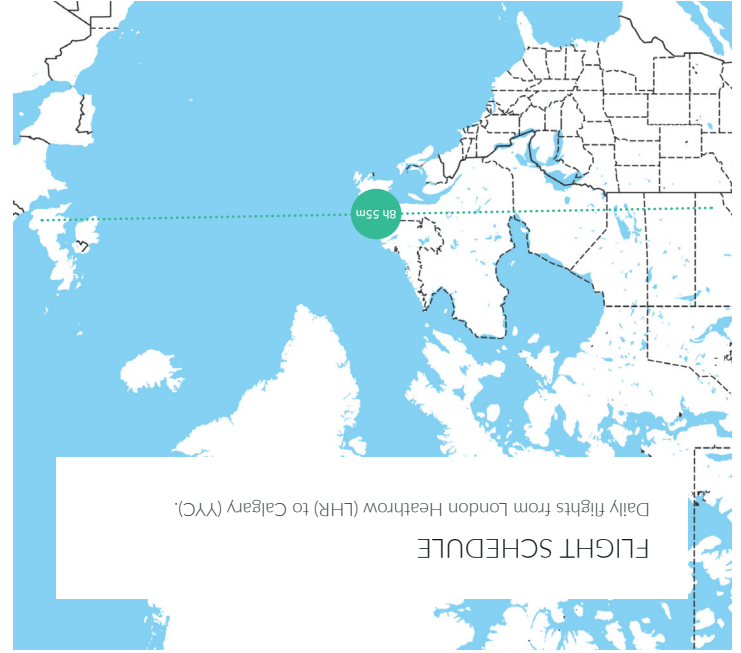 FLIGHT SCHEDULE
Daily flights from London Heathrow (LHR) to Calgary (YYC).
8h 55m